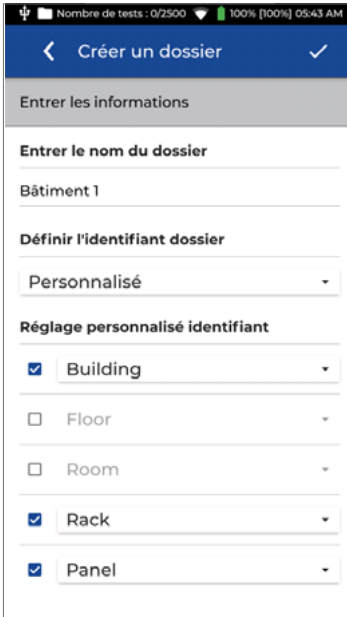 Nombre de tests : 0/2500 100% [100%] 05:43 AM
Créer un dossier
Entrer les informations
Entrer le nom du dossier
Bâtiment 1
Définir l'identifiant dossier
Personnalisé
Réglage personnalisé identifiant
Building
Floor
Room
Rack
Panel